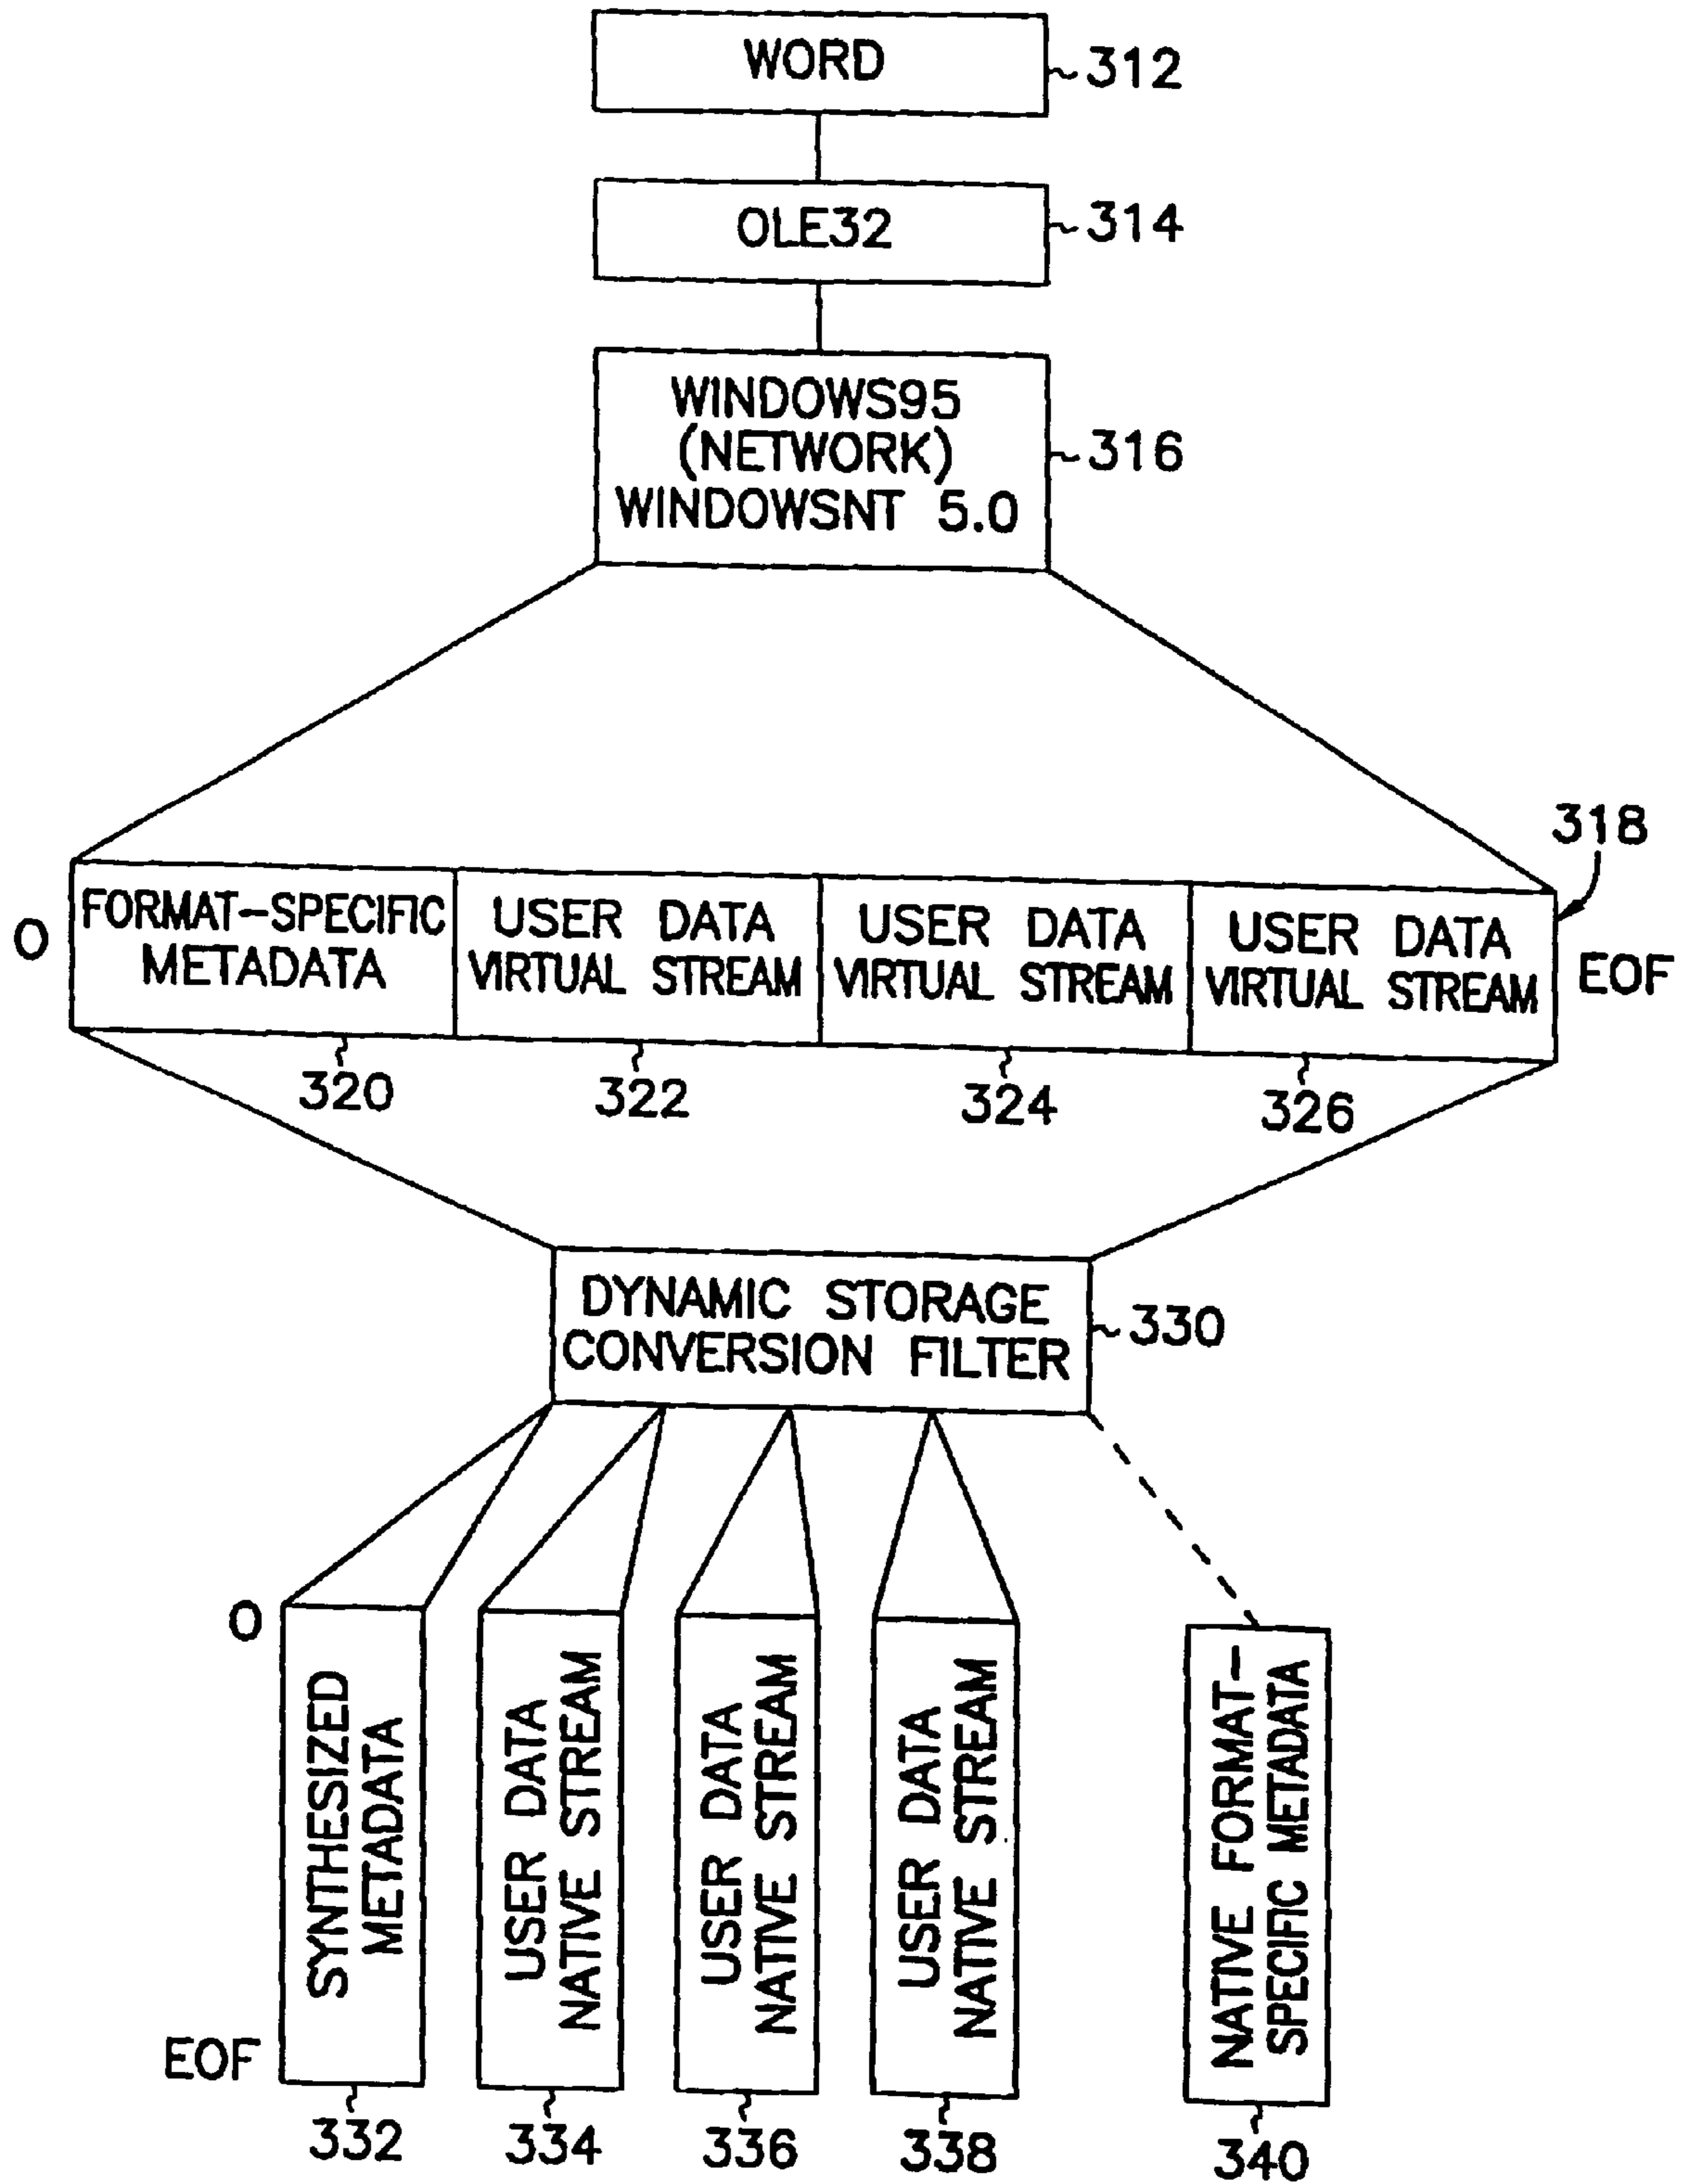 WORD
312
OLE32
314
WINDOWS95
(NETWORK)
WINDOWSNT 5.0
316
318
0
FORMAT-SPECIFIC
METADATA
USER DATA
VIRTUAL STREAM
USER DATA
VIRTUAL STREAM
USER DATA
VIRTUAL STREAM
EOF
320
322
324
326
DYNAMIC STORAGE
CONVERSION FILTER
330
0
SYNTHESIZED
METADATA
USER DATA
NATIVE STREAM
USER DATA
NATIVE STREAM
USER DATA
NATIVE STREAM
NATIVE FORMAT-
SPECIFIC METADATA
EOF
332
334
336
338
340